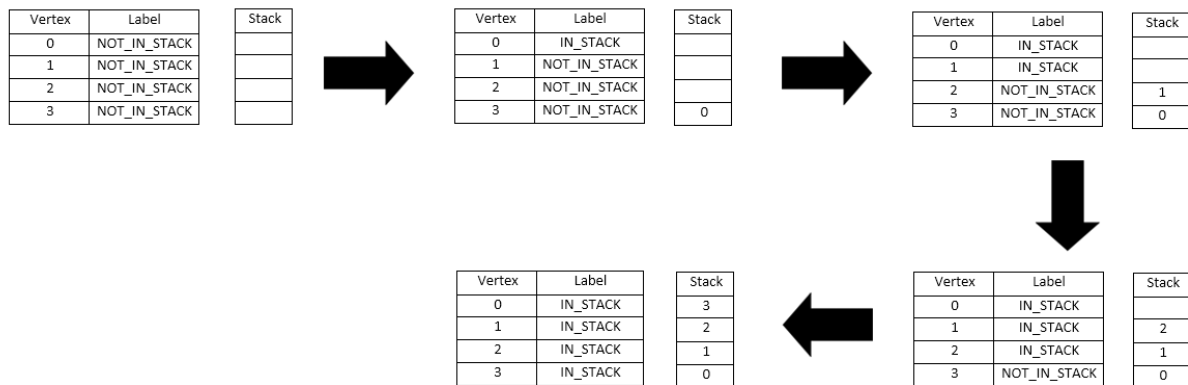 Vertex Label Stack
0 NOT_IN_STACK
1 NOT_IN_STACK
2 NOT_IN_STACK
3 NOT_IN_STACK
Vertex Label Stack
0 IN_STACK
1 NOT_IN_STACK
2 NOT_IN_STACK
3 NOT_IN_STACK 0
Vertex Label Stack
0 IN_STACK
1 IN_STACK
2 NOT_IN_STACK 1
3 NOT_IN_STACK 0
Vertex Label Stack
0 IN_STACK 3
1 IN_STACK 2
2 IN_STACK 1
3 IN_STACK 0
Vertex Label Stack
0 IN_STACK
1 IN_STACK 2
2 IN_STACK 1
3 NOT_IN_STACK 0